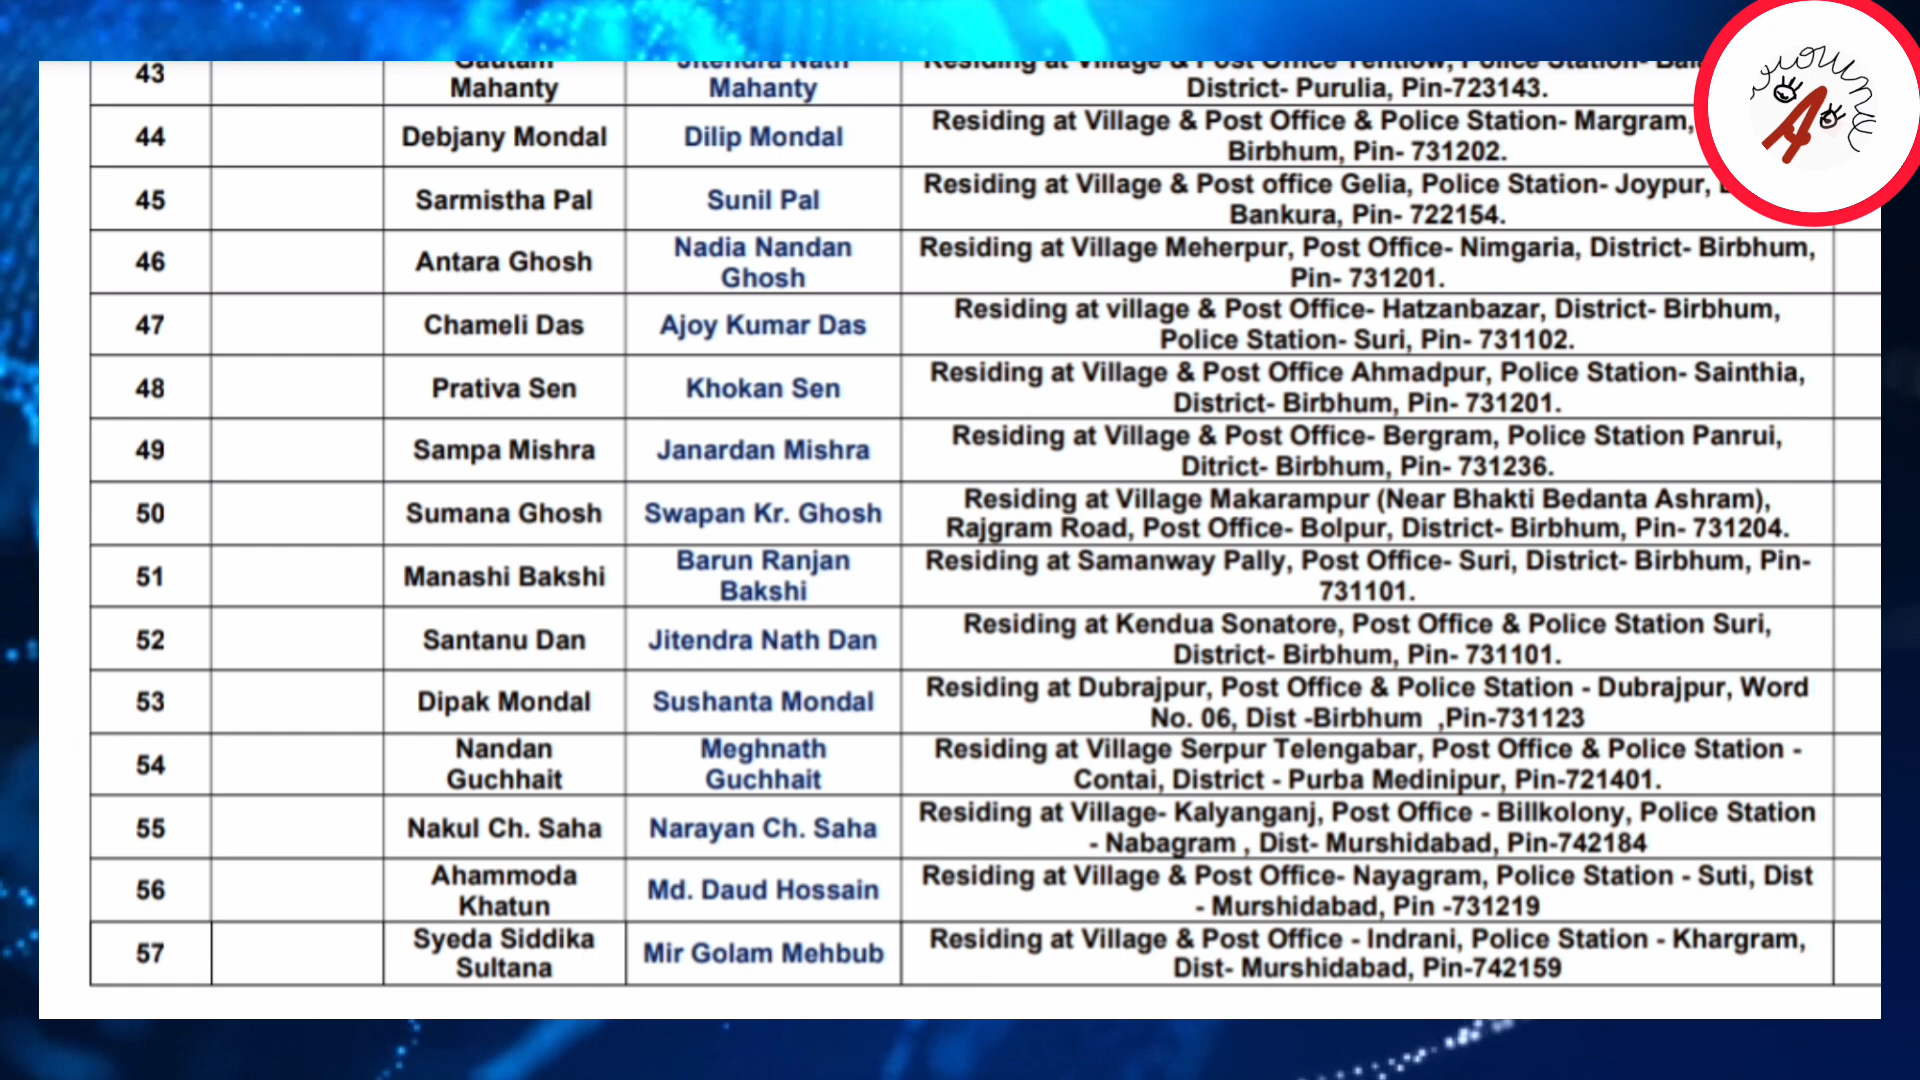 43
Gautam
Mahanty
Jitendra Nath
Mahanty
Residing at Village & Post Office Tentlow, Police Station-
District- Purulia, Pin-723143.
44
Debjany Mondal
Dilip Mondal
Residing at Village & Post Office & Police Station- Margram,
Birbhum, Pin- 731202.
45
Sarmistha Pal
Sunil Pal
Residing at Village & Post office Gelia, Police Station- Joypur,
Bankura, Pin- 722154.
46
Antara Ghosh
Nadia Nandan
Ghosh
Residing at Village Meherpur, Post Office- Nimgaria, District- Birbhum,
Pin- 731201.
47
Chameli Das
Ajoy Kumar Das
Residing at village & Post Office- Hatzanbazar, District- Birbhum,
Police Station- Suri, Pin- 731102.
48
Prativa Sen
Khokan Sen
Residing at Village & Post Office Ahmadpur, Police Station- Sainthia,
District- Birbhum, Pin- 731201.
49
Sampa Mishra
Janardan Mishra
Residing at Village & Post Office- Bergram, Police Station Panrui,
Ditrict- Birbhum, Pin- 731236.
50
Sumana Ghosh
Swapan Kr. Ghosh
Residing at Village Makarampur (Near Bhakti Bedanta Ashram),
Rajgram Road, Post Office- Bolpur, District- Birbhum, Pin- 731204.
51
Manashi Bakshi
Barun Ranjan
Bakshi
Residing at Samanway Pally, Post Office- Suri, District- Birbhum, Pin-
731101.
52
Santanu Dan
Jitendra Nath Dan
Residing at Kendua Sonatore, Post Office & Police Station Suri,
District- Birbhum, Pin- 731101.
53
Dipak Mondal
Sushanta Mondal
Residing at Dubrajpur, Post Office & Police Station - Dubrajpur, Word
No. 06, Dist -Birbhum ,Pin-731123
54
Nandan
Guchhait
Meghnath
Guchhait
Residing at Village Serpur Telengabar, Post Office & Police Station -
Contai, District - Purba Medinipur, Pin-721401.
55
Nakul Ch. Saha
Narayan Ch. Saha
Residing at Village- Kalyanganj, Post Office - Billkolony, Police Station
- Nabagram , Dist- Murshidabad, Pin-742184
56
Ahammoda
Khatun
Md. Daud Hossain
Residing at Village & Post Office- Nayagram, Police Station - Suti, Dist
- Murshidabad, Pin -731219
57
Syeda Siddika
Sultana
Mir Golam Mehbub
Residing at Village & Post Office - Indrani, Police Station - Khargram,
Dist- Murshidabad, Pin-742159
A